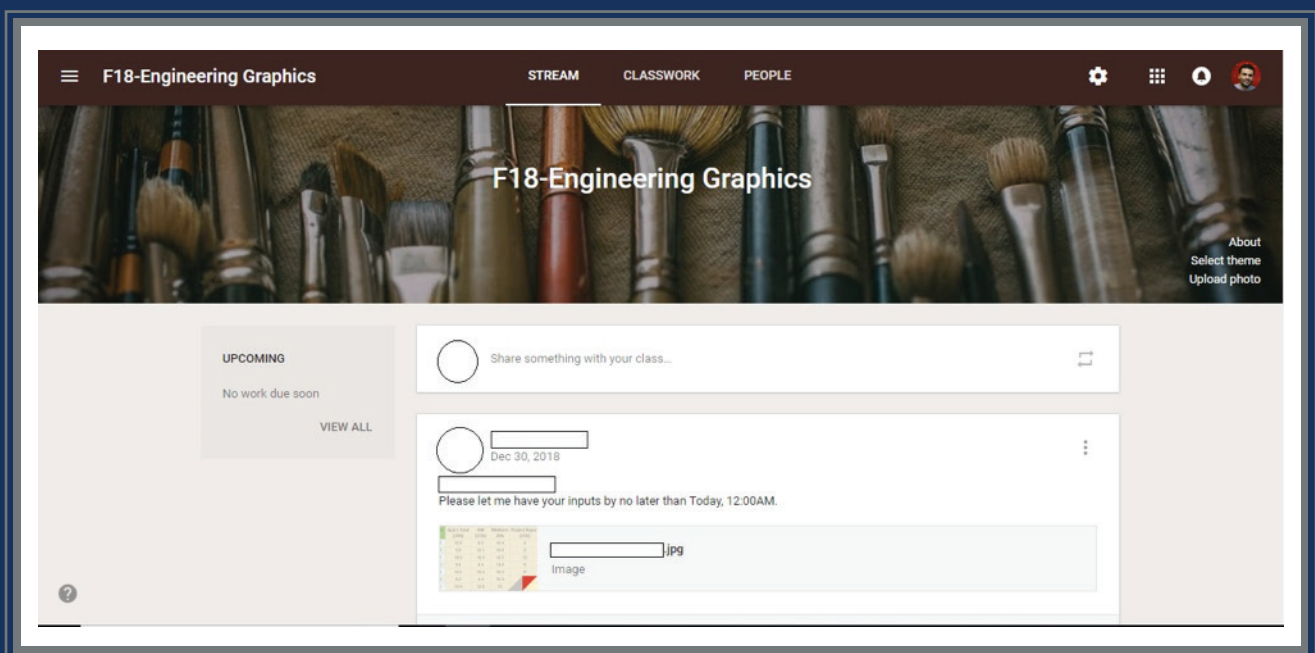 F18-Engineering Graphics
STREAM CLASSWORK PEOPLE
F18-Engineering Graphics
About
Select theme
Upload photo
UPCOMING
No work due soon
VIEW ALL
Share something with your class...
Dec 30, 2018
Please let me have your inputs by no later than Today, 12:00AM.
.jpg
Image